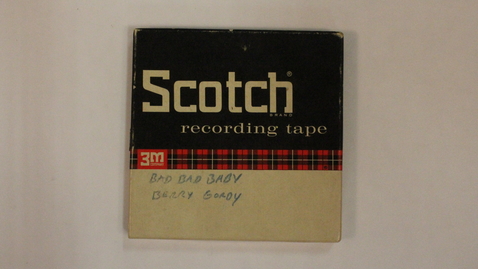 Scotch®
BRAND
recording tape
3M
BAD BAD BABY
BERRY GORDY